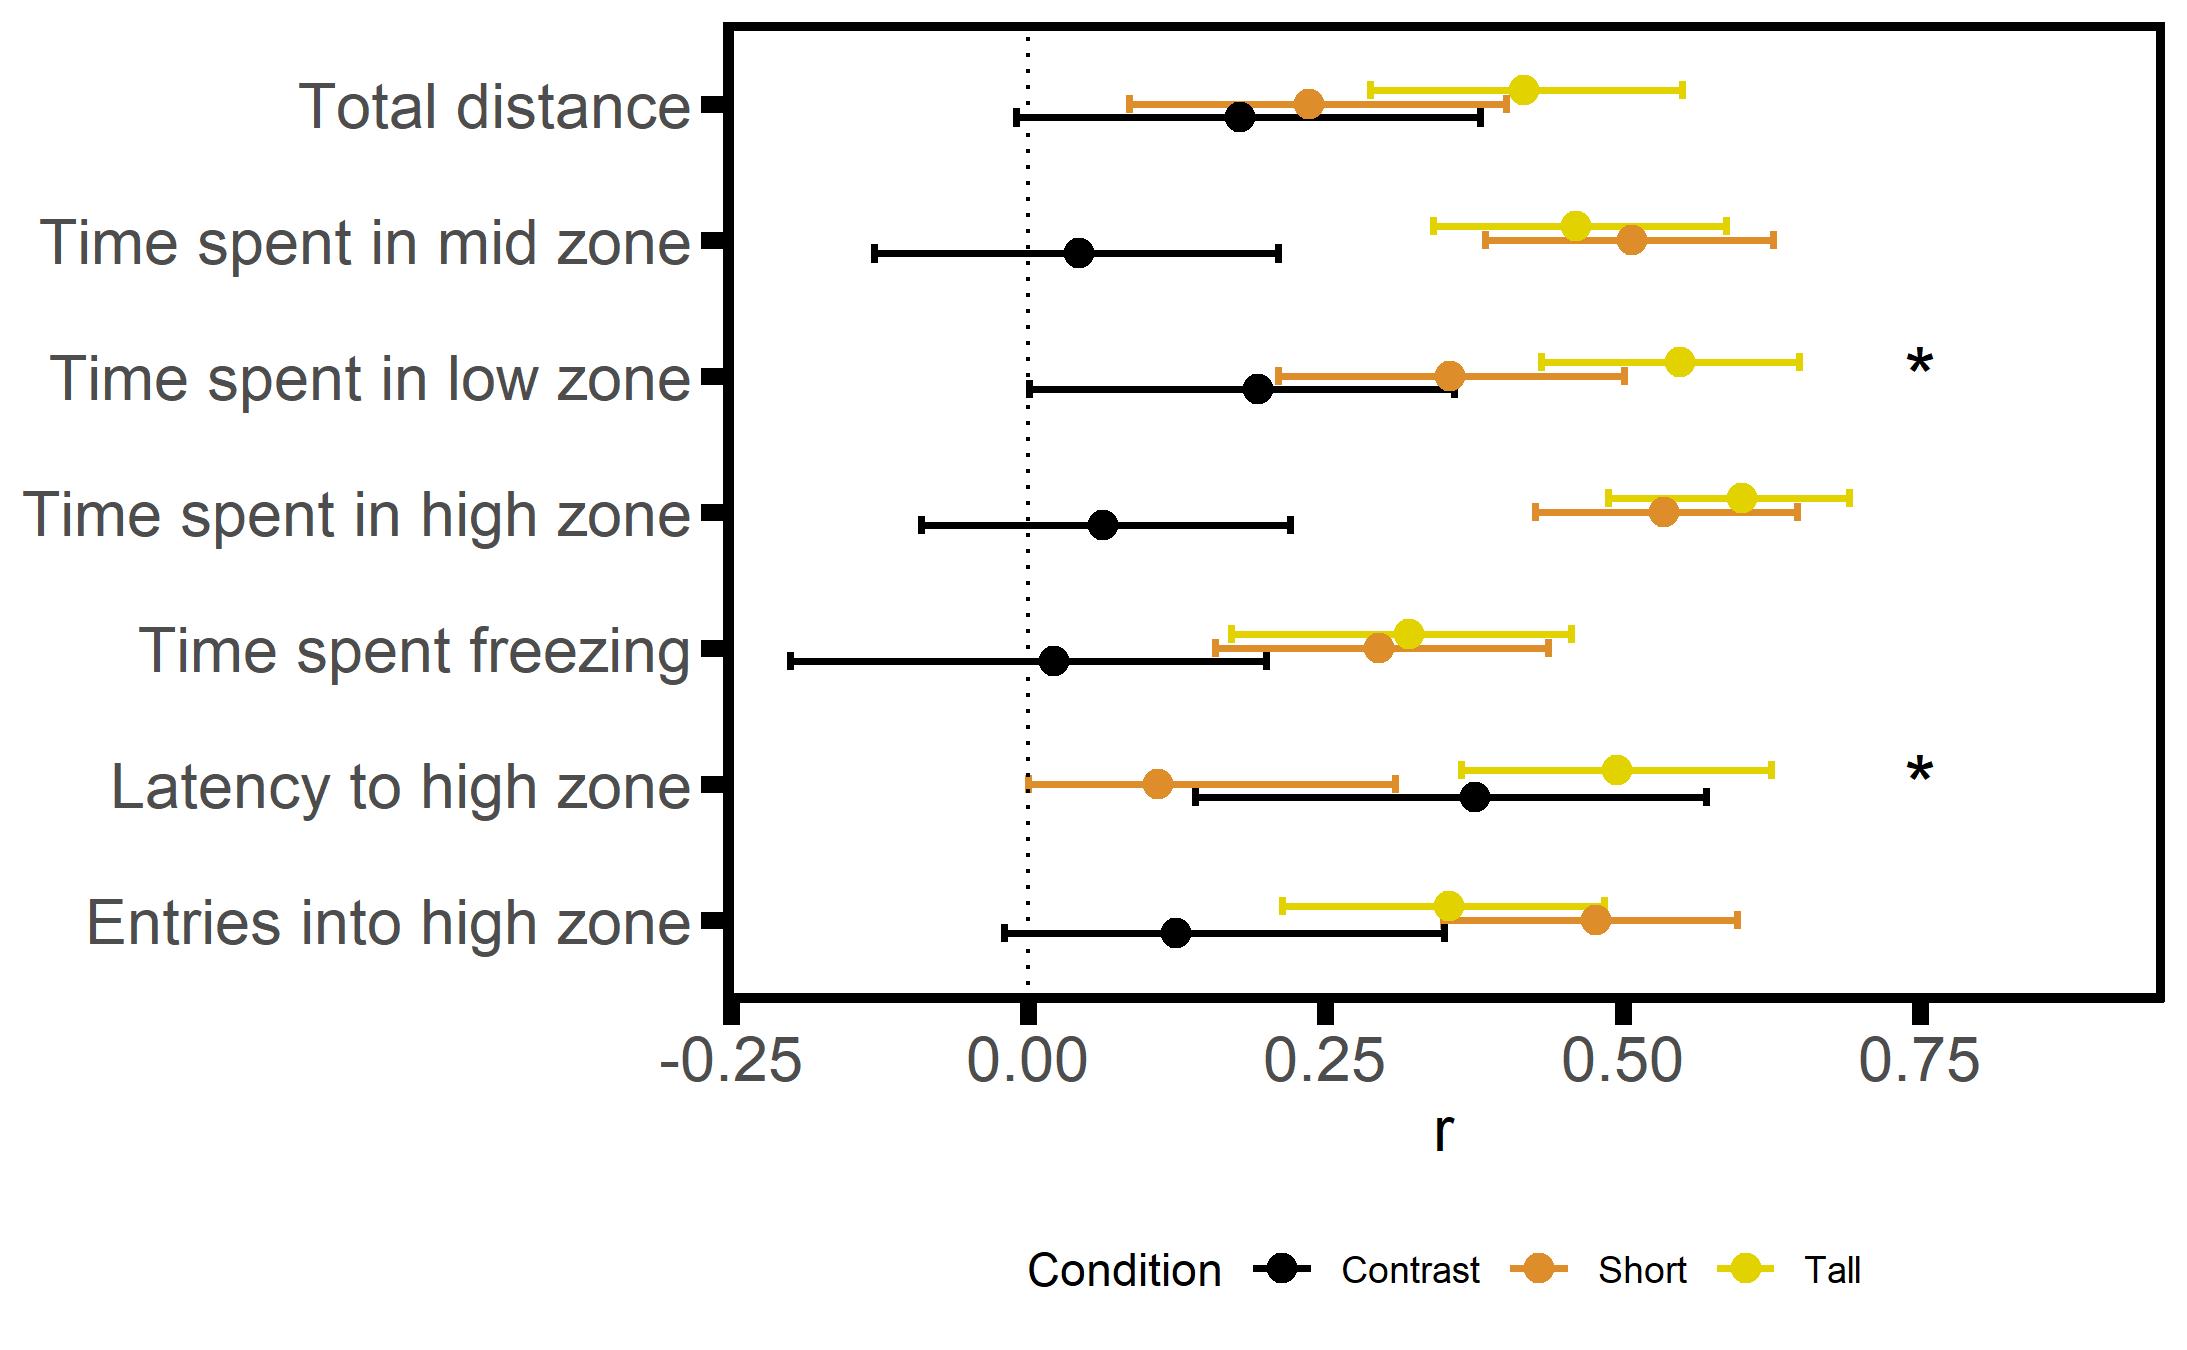 Total distance
Time spent in mid zone
Time spent in low zone
*
Time spent in high zone
Time spent freezing
Latency to high zone
*
Entries into high zone
-0.25 0.00 0.25 0.50 0.75
r
Condition Contrast Short Tall